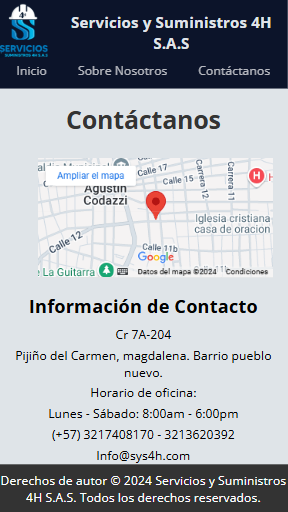 4H
SERVICIOS
SUMINISTROS 4H S.A.S
Servicios y Suministros 4H
S.A.S
Inicio
Sobre Nosotros
Contáctanos
Contáctanos
Ampliar el mapa
Calle 17
Calle 15
Carrera 11
Carrera
Agustín
Codazzi
Iglesia cristiana
casa de oracion
Calle 12
Calle 11b
e La Guitarra
Google
Datos del mapa ©2024
Condiciones
Información de Contacto
Cr 7A-204
Pijiño del Carmen, magdalena. Barrio pueblo
nuevo.
Horario de oficina:
Lunes - Sábado: 8:00am - 6:00pm
(+57) 3217408170 - 3213620392
Info@sys4h.com
Derechos de autor © 2024 Servicios y Suministros
4H S.A.S. Todos los derechos reservados.